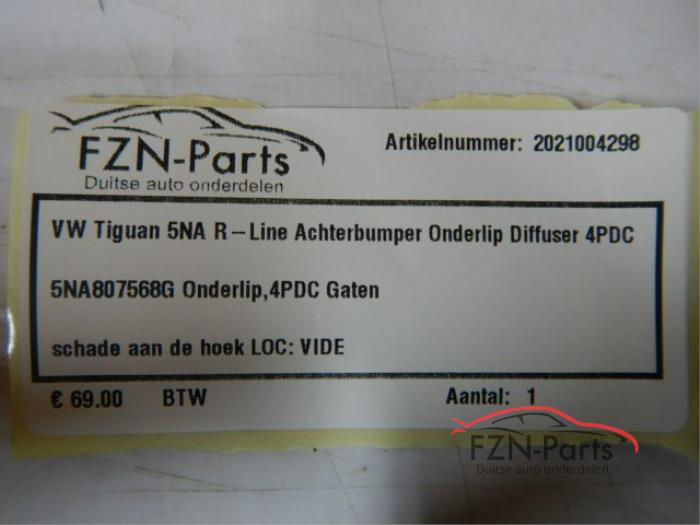 FZN-Parts
Duitse auto onderdelen
Artikelnummer: 2021004298
VW Tiguan 5NA R-Line Achterbumper Onderlip Diffuser 4PDC
5NA807568G Onderlip,4PDC Gaten
schade aan de hoek LOC: VIDE
€ 69.00 BTW Aantal: 1
FZN-Parts
Duitse auto onderdelen